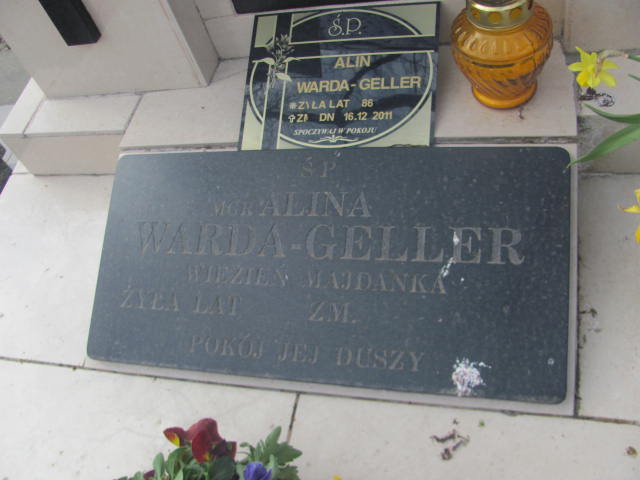 Ś.P.
ALIN
WARDA-GELLER
ŻYŁA LAT 86
ZM DN 16.12 2011
SPOCZYWAJ W POKOJU
Ś P
MGR ALINA
WARDA-GELLER
WIĘZIEŃ MAJDANKA
ŻYŁA LAT ZM.
POKÓJ JEJ DUSZY